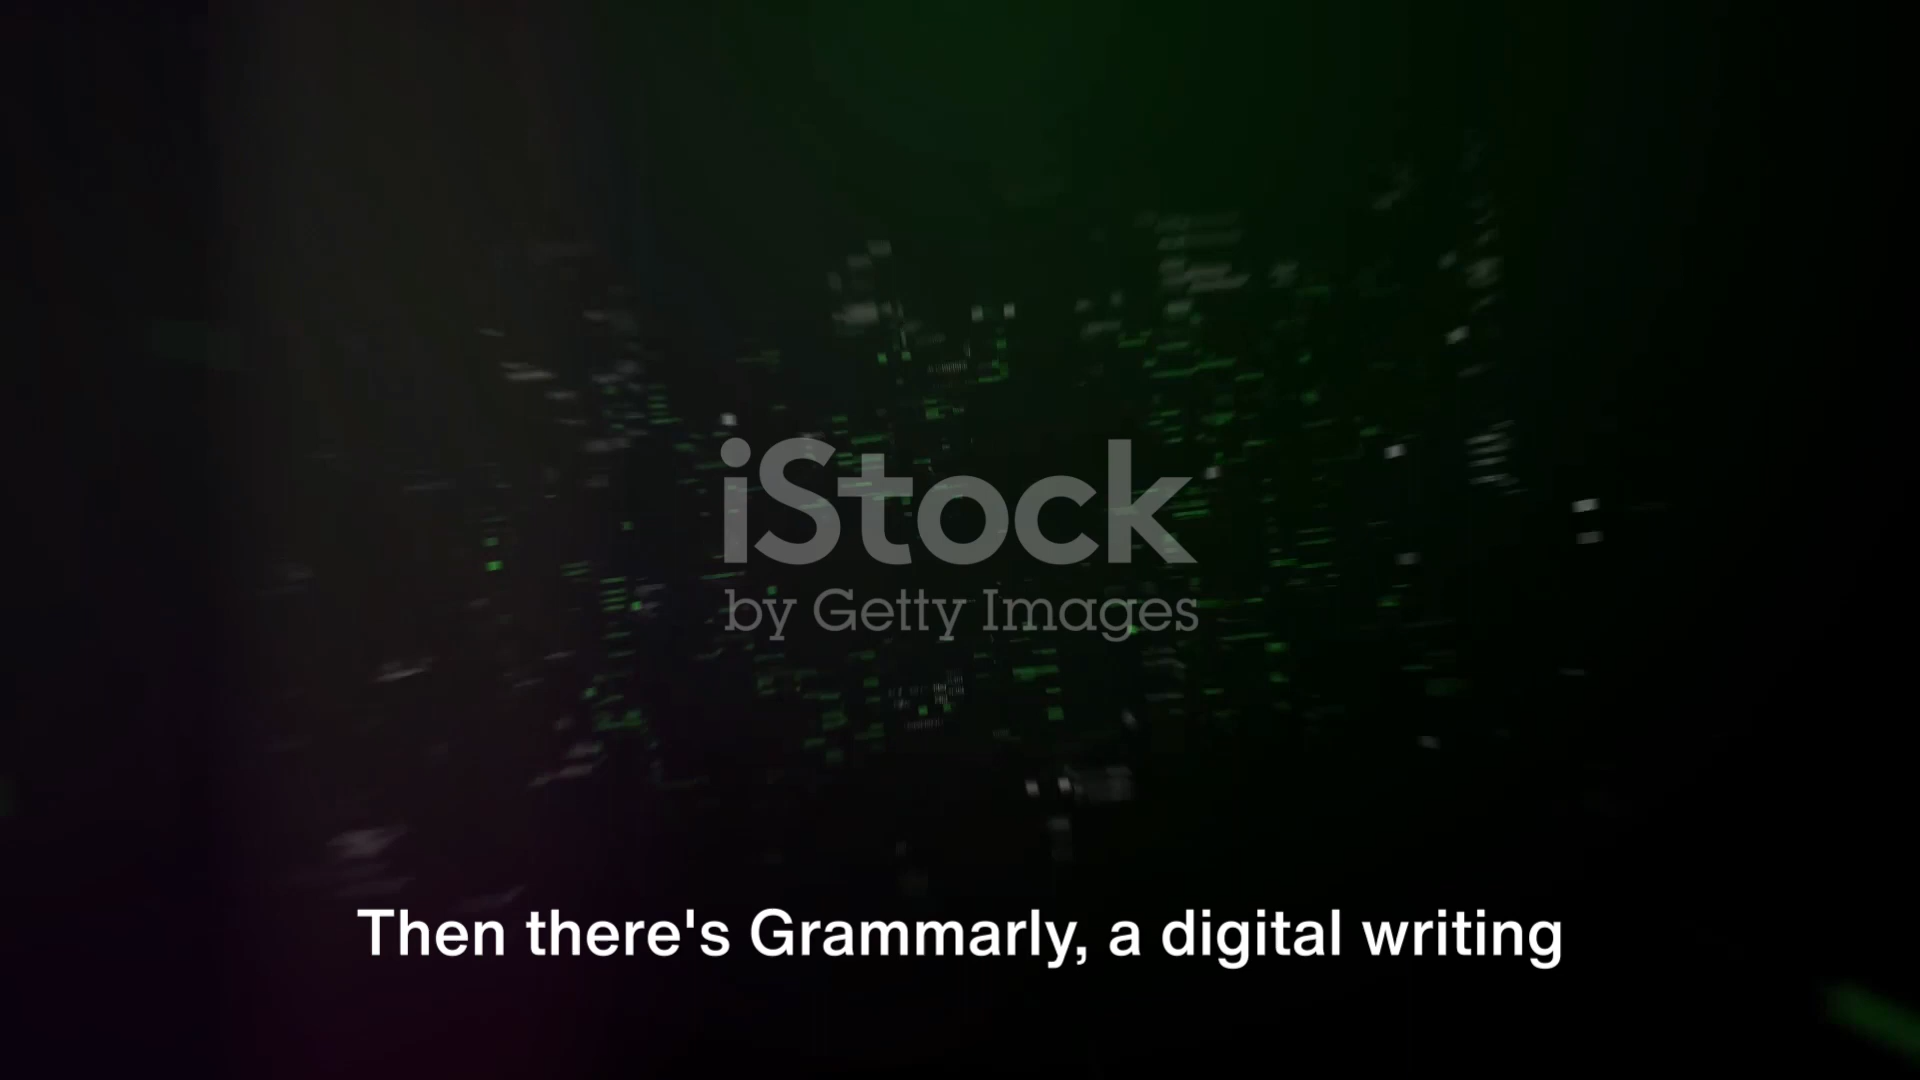 iStock
by Getty Images
Then there's Grammarly, a digital writing